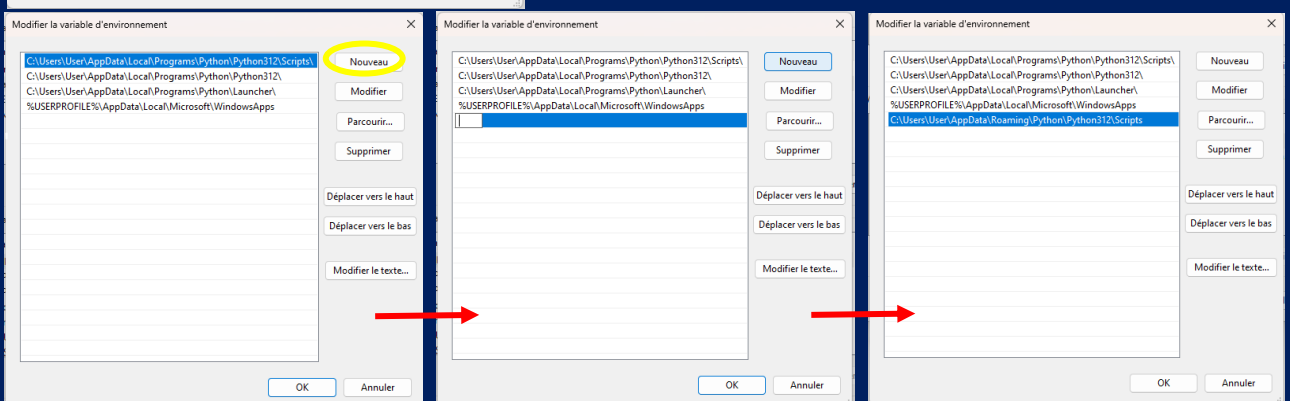 Modifier la variable d'environnement
C:\Users\User\AppData\Local\Programs\Python\Python312\Scripts\
C:\Users\User\AppData\Local\Programs\Python\Python312\
C:\Users\User\AppData\Local\Programs\Python\Launcher\
%USERPROFILE%\AppData\Local\Microsoft\WindowsApps
Nouveau
Modifier
Parcourir...
Supprimer
Déplacer vers le haut
Déplacer vers le bas
Modifier le texte...
OK
Annuler
Modifier la variable d'environnement
C:\Users\User\AppData\Local\Programs\Python\Python312\Scripts\
C:\Users\User\AppData\Local\Programs\Python\Python312\
C:\Users\User\AppData\Local\Programs\Python\Launcher\
%USERPROFILE%\AppData\Local\Microsoft\WindowsApps
Nouveau
Modifier
Parcourir...
Supprimer
Déplacer vers le haut
Déplacer vers le bas
Modifier le texte...
OK
Annuler
Modifier la variable d'environnement
C:\Users\User\AppData\Local\Programs\Python\Python312\Scripts\
C:\Users\User\AppData\Local\Programs\Python\Python312\
C:\Users\User\AppData\Local\Programs\Python\Launcher\
%USERPROFILE%\AppData\Local\Microsoft\WindowsApps
C:\Users\User\AppData\Roaming\Python\Python312\Scripts
Nouveau
Modifier
Parcourir...
Supprimer
Déplacer vers le haut
Déplacer vers le bas
Modifier le texte...
OK
Annuler